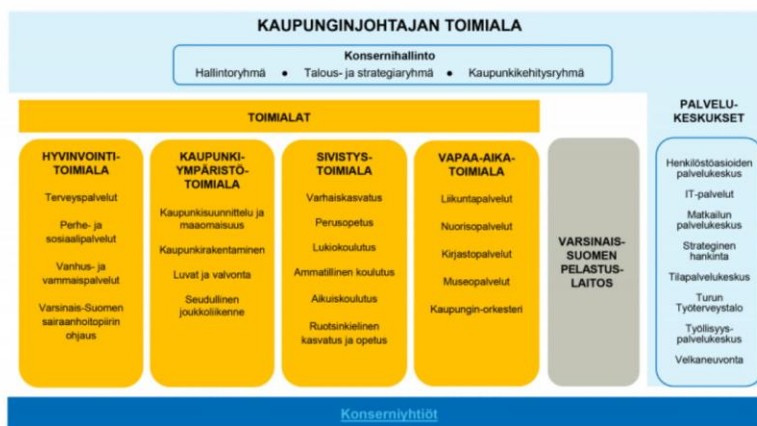 KAUPUNGINJOHTAJAN TOIMIALA
Konsernihallinto
Hallintoryhmä ● Talous- ja strategiaryhmä ● Kaupunkikehitysryhmä
TOIMIALAT
HYVINVOINTI-
TOIMIALA
Terveyspalvelut
Perhe- ja
sosiaalipalvelut
Vanhus- ja
vammaispalvelut
Varsinais-Suomen
sairaanhoitopiirin
ohjaus
KAUPUNKI-
YMPÄRISTÖ-
TOIMIALA
Kaupunkisuunnittelu ja
maaomaisuus
Kaupunkirakentaminen
Luvat ja valvonta
Seudullinen
joukkoliikenne
SIVISTYS-
TOIMIALA
Varhaiskasvatus
Perusopetus
Lukiokoulutus
Ammatillinen koulutus
Aikuiskoulutus
Ruotsinkielinen
kasvatus ja opetus
VAPAA-AIKA-
TOIMIALA
Liikuntapalvelut
Nuorisopalvelut
Kirjastopalvelut
Museopalvelut
Kaupungin-orkesteri
VARSINAIS-
SUOMEN
PELASTUS-
LAITOS
PALVELU-
KESKUKSET
Henkilöstöasioiden
palvelukeskus
IT-palvelut
Matkailun
palvelukeskus
Strateginen
hankinta
Tilapalvelukeskus
Turun
Työterveystalo
Työllisyys-
palvelukeskus
Velkaneuvonta
Konserniyhtiöt